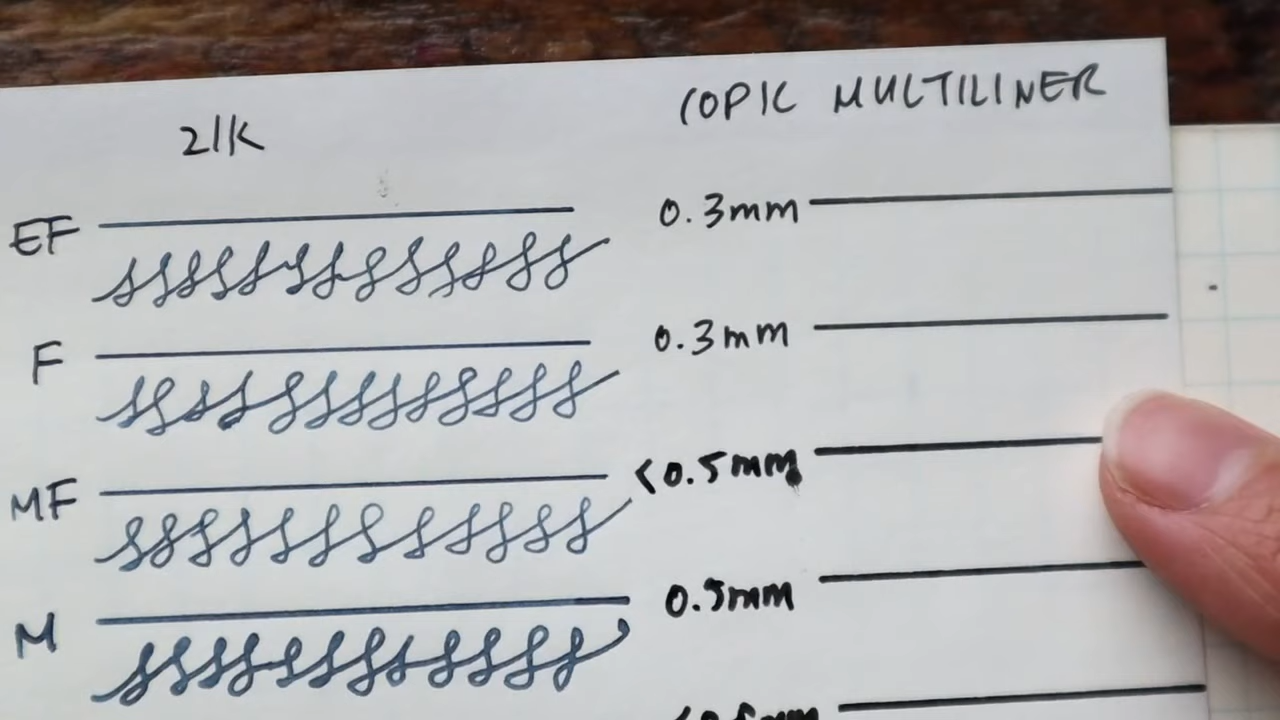 21K COPIC MULTILINER
EF 0.3mm
F 0.3mm
MF <0.5mm
M 0.5mm